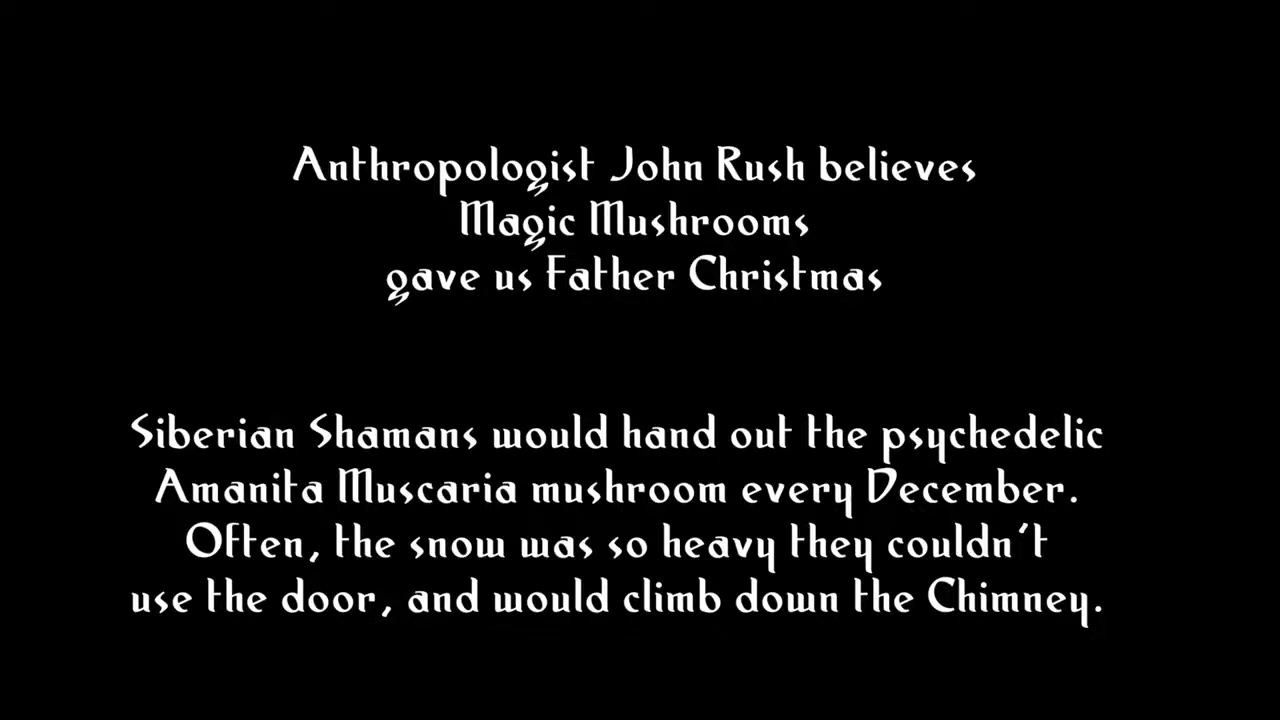 Anthropologist John Rush believes
Magic Mushrooms
gave us Father Christmas
Siberian Shamans would hand out the psychedelic
Amanita Muscaria mushroom every December.
Often, the snow was so heavy they couldn't
use the door, and would climb down the Chimney.